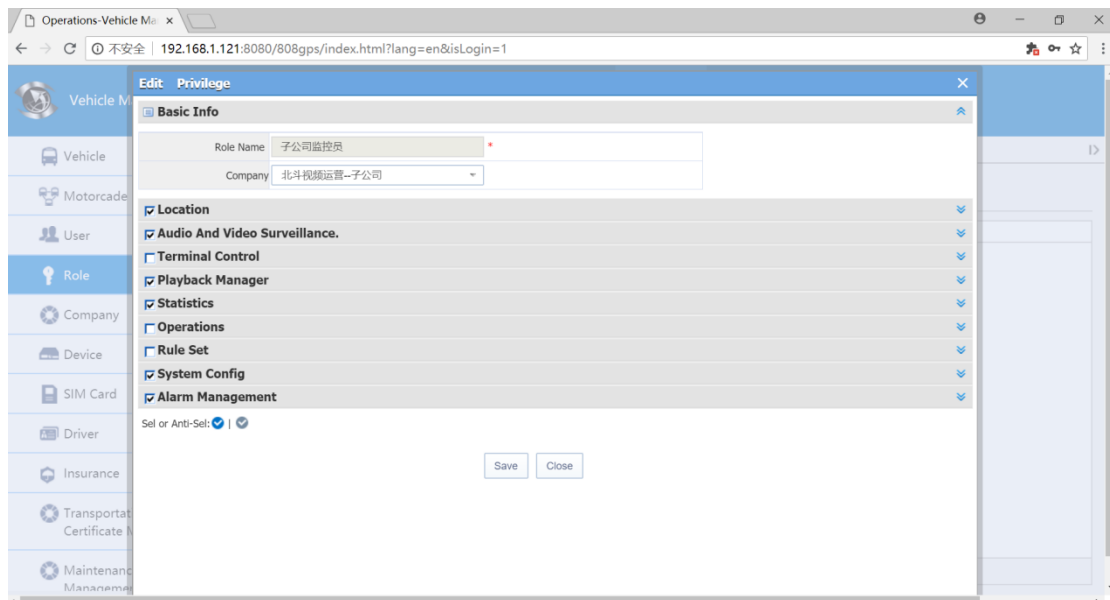 Operations-Vehicle Ma
不安全 | 192.168.1.121:8080/808gps/index.html?lang=en&isLogin=1
Vehicle M
Vehicle
Motorcade
User
Role
Company
Device
SIM Card
Driver
Insurance
Transportat
Certificate M
Maintenanc
Managemen
Edit Privilege
Basic Info
Role Name 子公司监控员 *
Company 北斗视频运营--子公司
Location
Audio And Video Surveillance.
Terminal Control
Playback Manager
Statistics
Operations
Rule Set
System Config
Alarm Management
Sel or Anti-Sel: |
Save Close